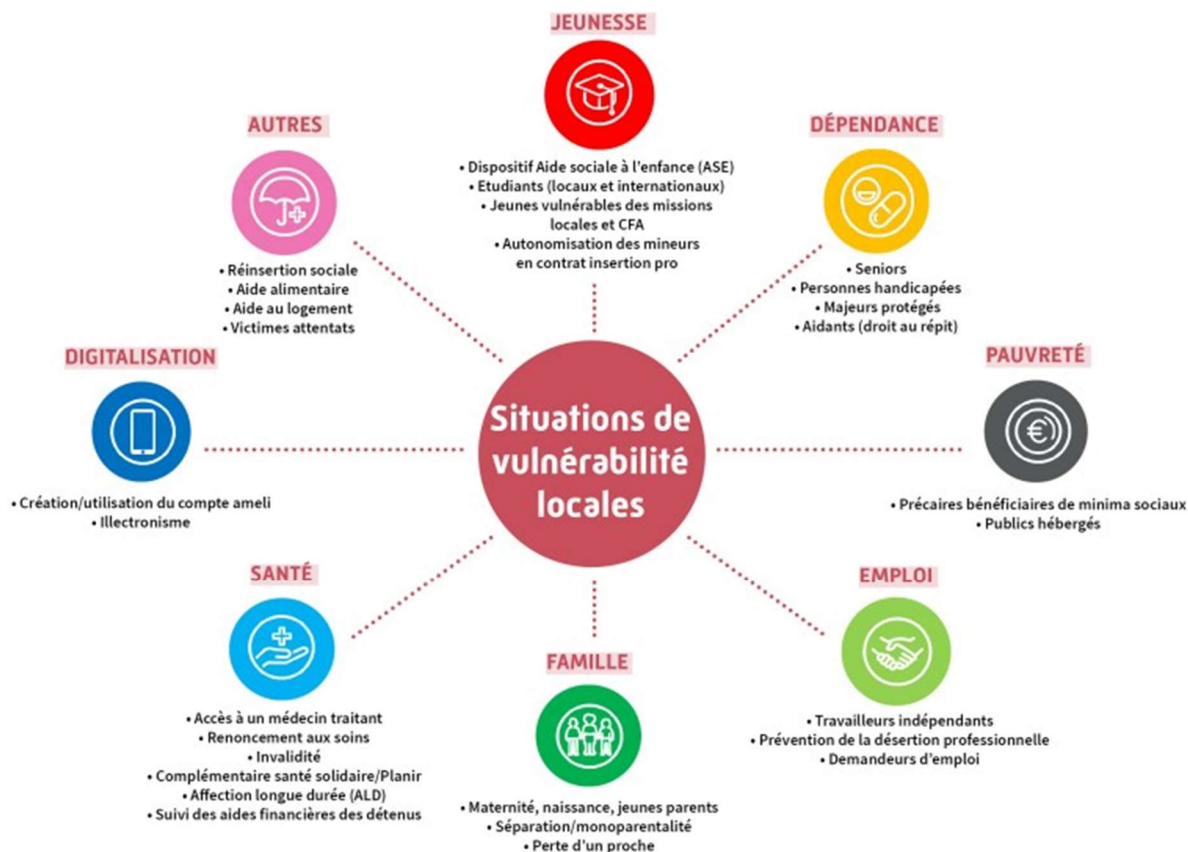 JEUNESSE
• Dispositif Aide sociale à l'enfance (ASE)
• Etudiants (locaux et internationaux)
• Jeunes vulnérables des missions
locales et CFA
• Autonomisation des mineurs
en contrat insertion pro
DÉPENDANCE
• Seniors
• Personnes handicapées
• Majeurs protégés
• Aidants (droit au répit)
PAUVRETÉ
€
• Précaires bénéficiaires de minima sociaux
• Publics hébergés
EMPLOI
• Travailleurs indépendants
• Prévention de la désertion professionnelle
• Demandeurs d'emploi
FAMILLE
• Maternité, naissance, jeunes parents
• Séparation/monoparentalité
• Perte d'un proche
SANTÉ
• Accès à un médecin traitant
• Renoncement aux soins
• Invalidité
• Complémentaire santé solidaire/Planir
• Affection longue durée (ALD)
• Suivi des aides financières des détenus
DIGITALISATION
• Création/utilisation du compte ameli
• Illectronisme
AUTRES
• Réinsertion sociale
• Aide alimentaire
• Aide au logement
• Victimes attentats
Situations de
vulnérabilité
locales